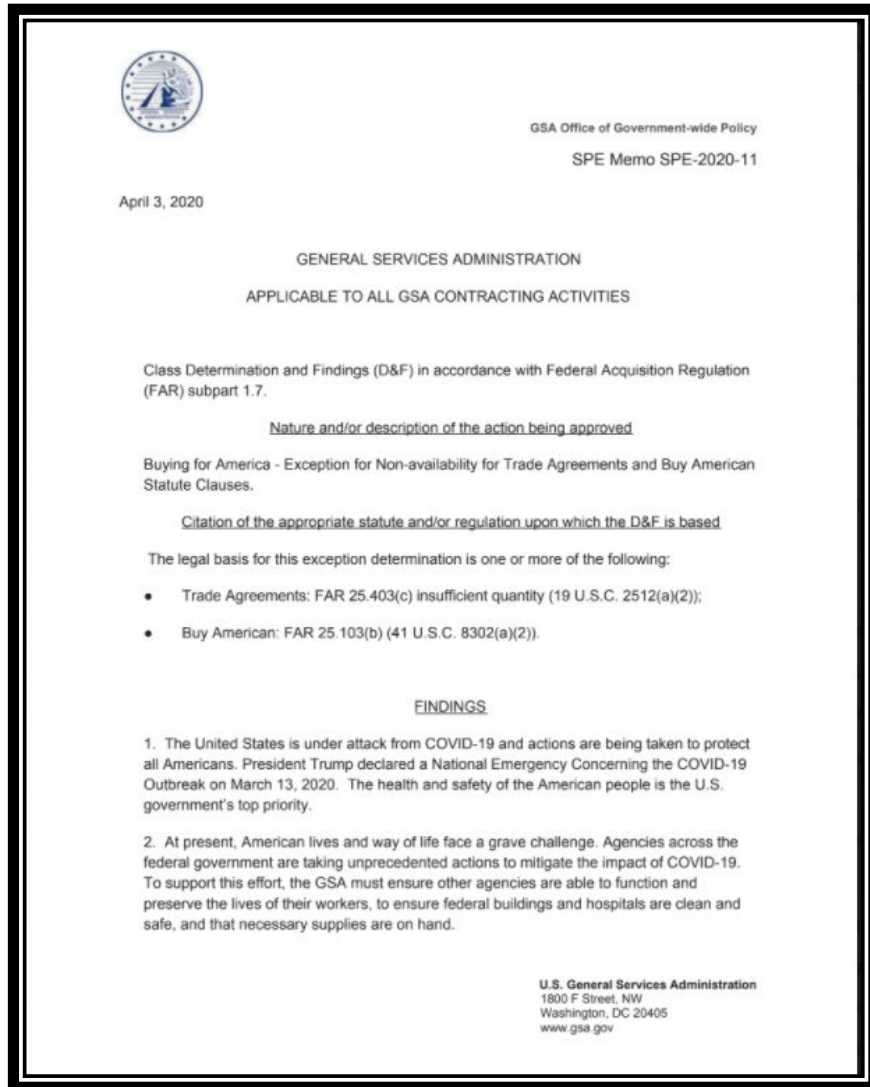 GSA Office of Government-wide Policy
SPE Memo SPE-2020-11
April 3, 2020
GENERAL SERVICES ADMINISTRATION
APPLICABLE TO ALL GSA CONTRACTING ACTIVITIES
Class Determination and Findings (D&F) in accordance with Federal Acquisition Regulation
(FAR) subpart 1.7.
Nature and/or description of the action being approved
Buying for America - Exception for Non-availability for Trade Agreements and Buy American
Statute Clauses.
Citation of the appropriate statute and/or regulation upon which the D&F is based
The legal basis for this exception determination is one or more of the following:
● Trade Agreements: FAR 25.403(c) insufficient quantity (19 U.S.C. 2512(a)(2));
● Buy American: FAR 25.103(b) (41 U.S.C. 8302(a)(2)).
FINDINGS
1. The United States is under attack from COVID-19 and actions are being taken to protect
all Americans. President Trump declared a National Emergency Concerning the COVID-19
Outbreak on March 13, 2020. The health and safety of the American people is the U.S.
government's top priority.
2. At present, American lives and way of life face a grave challenge. Agencies across the
federal government are taking unprecedented actions to mitigate the impact of COVID-19.
To support this effort, the GSA must ensure other agencies are able to function and
preserve the lives of their workers, to ensure federal buildings and hospitals are clean and
safe, and that necessary supplies are on hand.
U.S. General Services Administration
1800 F Street, NW
Washington, DC 20405
www.gsa.gov